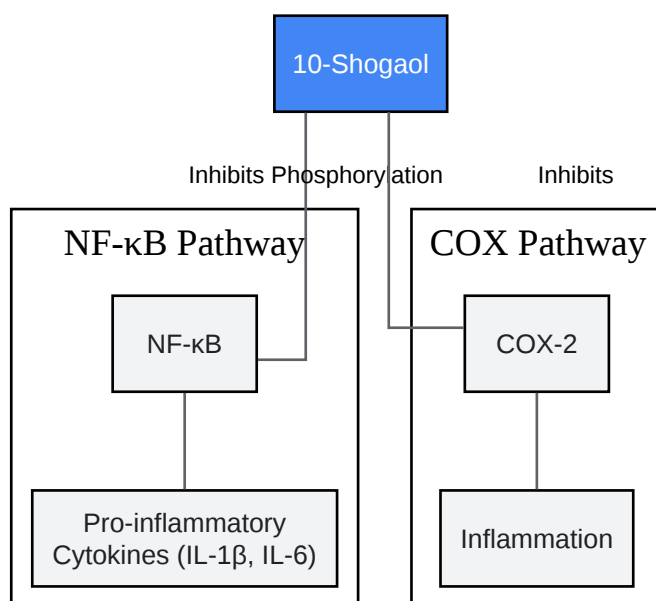 10-Shogaol
Inhibits Phosphorylation
Inhibits
NF-κB Pathway
COX Pathway
NF-κB
COX-2
Pro-inflammatory
Cytokines (IL-1β, IL-6)
Inflammation